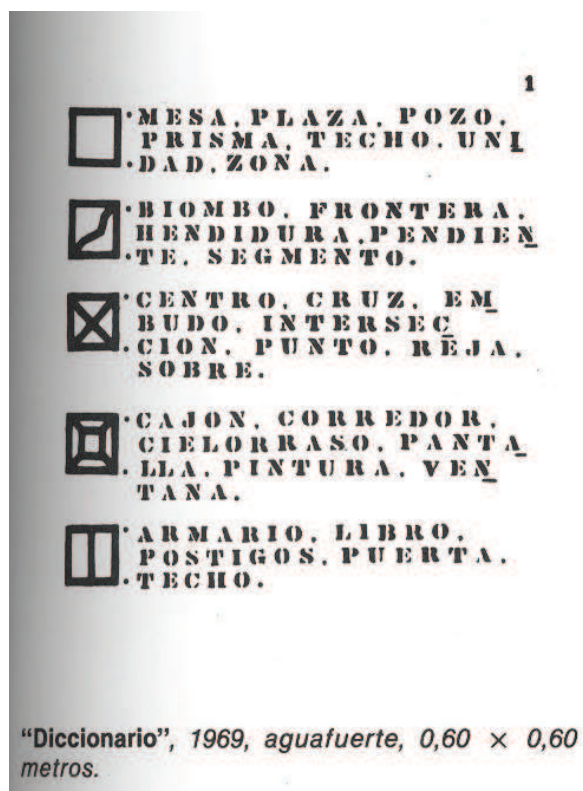 1
MESA, PLAZA, POZO,
PRISMA, TECHO, UNI
DAD, ZONA.
BIOMBO, FRONTERA,
HENDIDURA, PENDIEN
TE, SEGMENTO.
CENTRO, CRUZ, EM
BUDO, INTERSEC
CION, PUNTO, REJA,
SOBRE.
CAJON, CORREDOR,
CIELORRASO, PANTA
LLA, PINTURA, VEN
TANA.
ARMARIO, LIBRO,
POSTIGOS, PUERTA,
TECHO.
"Diccionario", 1969, aguafuerte, 0,60 × 0,60
metros.